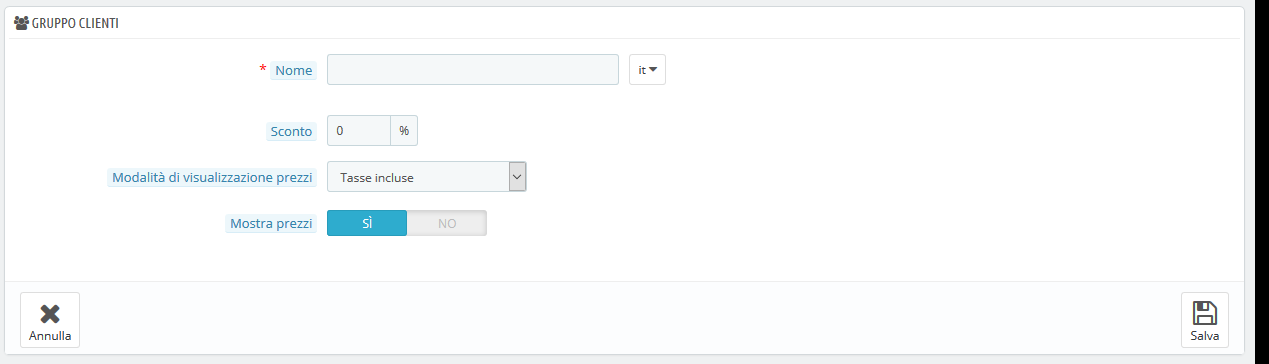 GRUPPO CLIENTI
* Nome it
Sconto 0 %
Modalità di visualizzazione prezzi Tasse incluse
Mostra prezzi SÌ NO
Annulla Salva